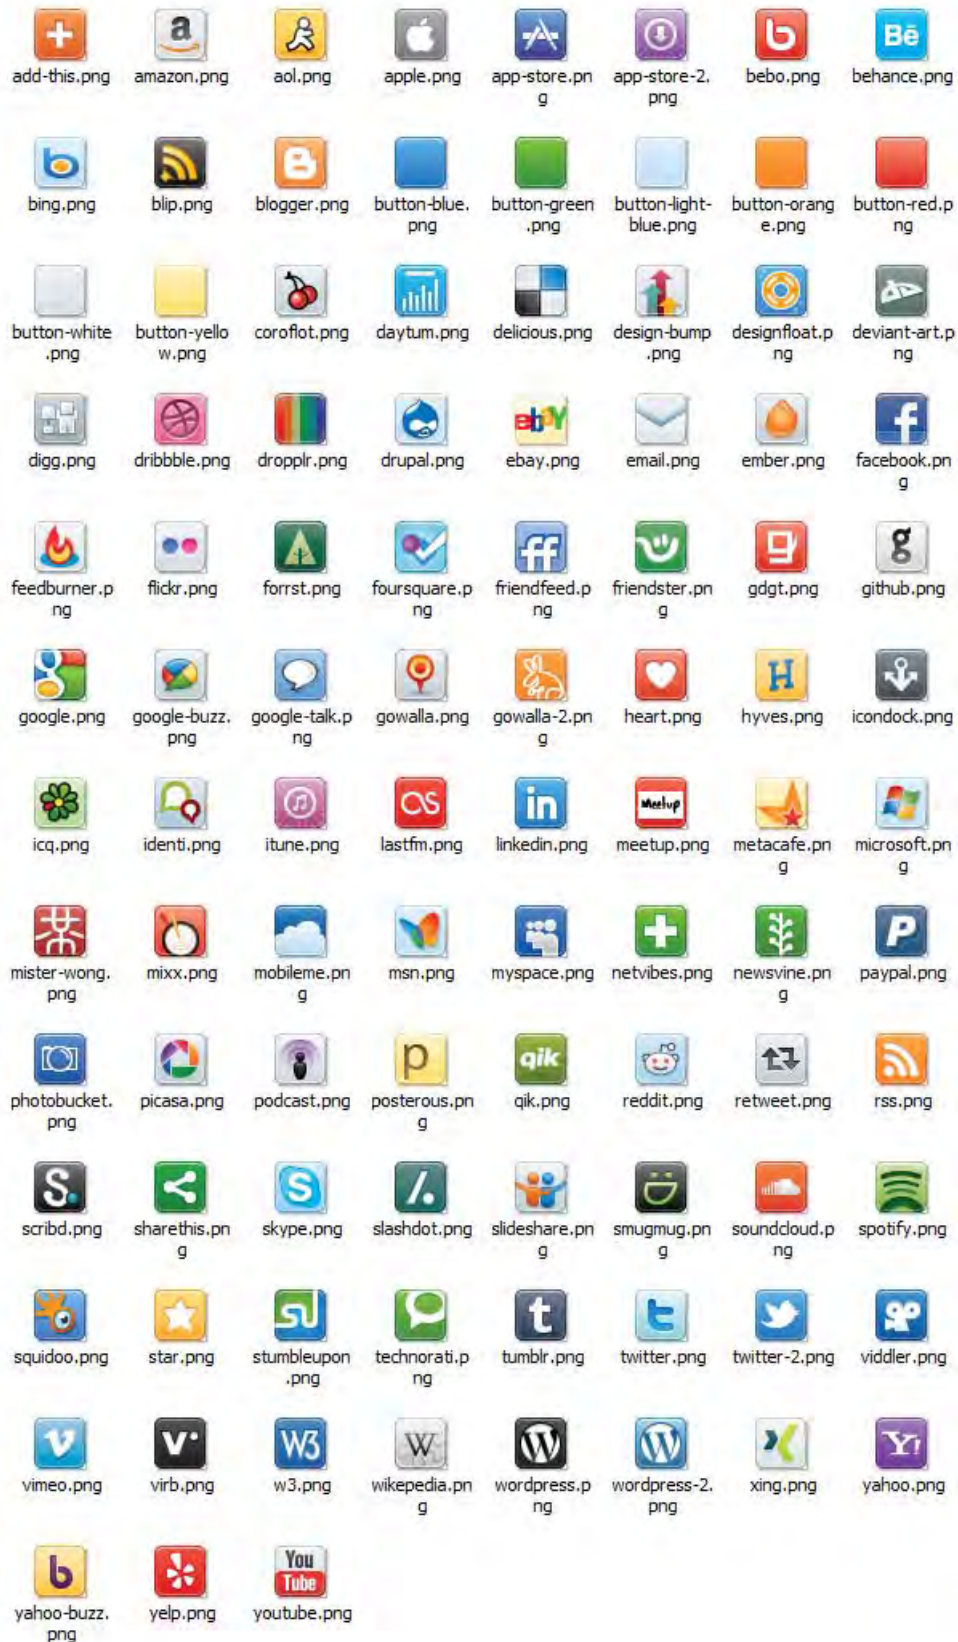 add-this.png amazon.png aol.png apple.png app-store.pn app-store-2. bebo.png behance.png
g png
a Bē
bing.png blip.png blogger.png button-blue. button-green button-light- button-orang button-red.p
png .png blue.png e.png ng
button-white button-yello coroflot.png daytum.png delicious.png design-bump designfloat.p deviant-art.p
.png w.png .png ng ng
ebaY f
digg.png dribbble.png dropplr.png drupal.png ebay.png email.png ember.png facebook.pn
g
ff g
feedburner.p flickr.png forrst.png foursquare.p friendfeed.p friendster.pn gdgt.png github.png
ng ng ng g
g H
google.png google-buzz. google-talk.p gowalla.png gowalla-2.pn heart.png hyves.png icondock.png
png ng g
in Meetup
icq.png identi.png itune.png lastfm.png linkedin.png meetup.png metacafe.pn microsoft.pn
g g
P
mister-wong. mixx.png mobileme.pn msn.png myspace.png netvibes.png newsvine.pn paypal.png
png g g
p qik
photobucket. picasa.png podcast.png posterous.pn qik.png reddit.png retweet.png rss.png
png g
S. S /.
scribd.png sharethis.pn skype.png slashdot.png slideshare.pn smugmug.pn soundcloud.p spotify.png
g g g ng
t t
squidoo.png star.png stumbleupon technorati.p tumblr.png twitter.png twitter-2.png viddler.png
.png ng
v V W3 W W W Y!
vimeo.png virb.png w3.png wikepedia.pn wordpress.p wordpress-2. xing.png yahoo.png
g ng png
b You
Tube
yahoo-buzz. yelp.png youtube.png
png